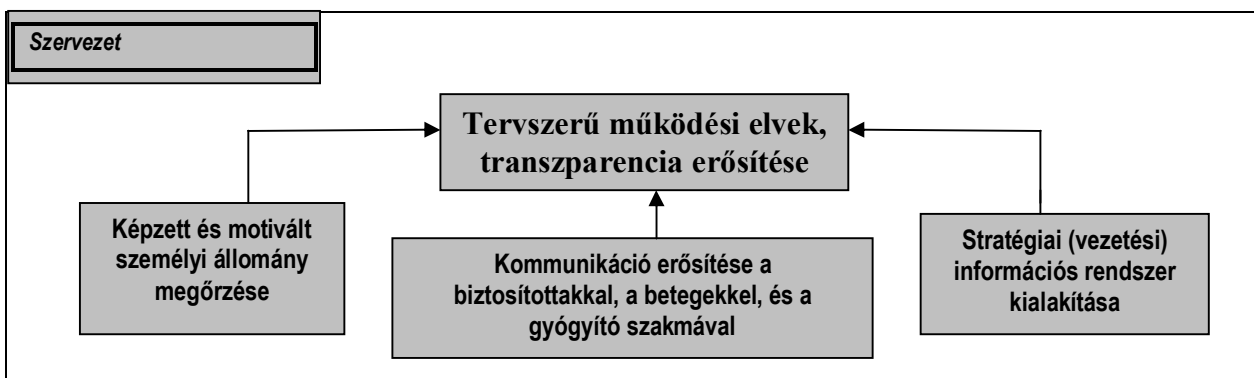 Szervezet
Tervszerű működési elvek,
transzparencia erősítése
Képzett és motivált
személyi állomány
megőrzése
Kommunikáció erősítése a
biztosítottakkal, a betegekkel, és a
gyógyító szakmával
Stratégiai (vezetési)
információs rendszer
kialakítása